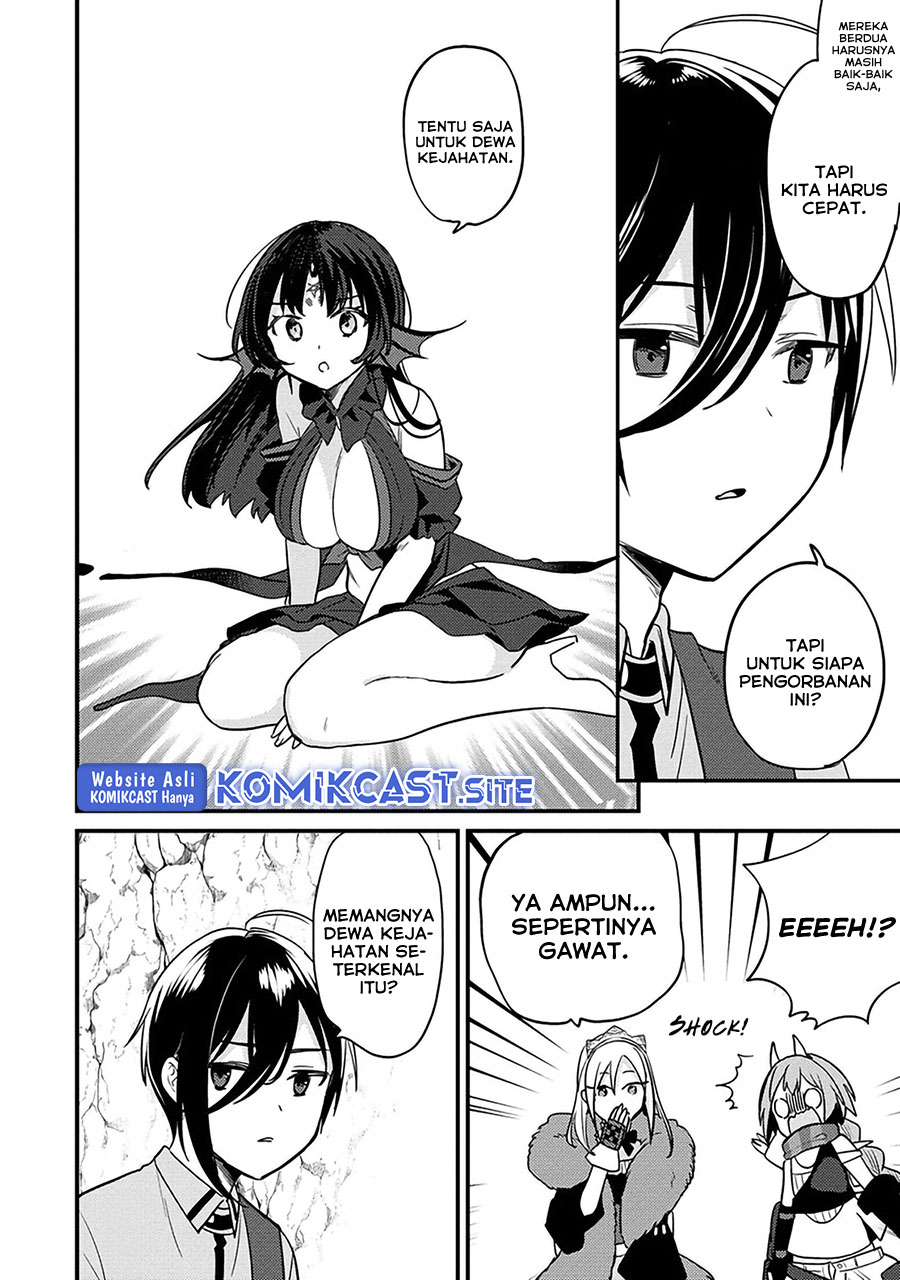 MEREKA
BERDUA
HARUSNYA
MASIH
BAIK-BAIK
SAJA,
TAPI
KITA HARUS
CEPAT.
TAPI
UNTUK SIAPA
PENGORBANAN
INI?
TENTU SAJA
UNTUK DEWA
KEJAHATAN.
Website Asli
KOMIKCAST Hanya
KOMIKCAST.SITE
EEEEH!?
YA AMPUN...
SEPERTINYA
GAWAT.
SHOCK!
MEMANGNYA
DEWA KEJA-
HATAN SE-
TERKENAL
ITU?